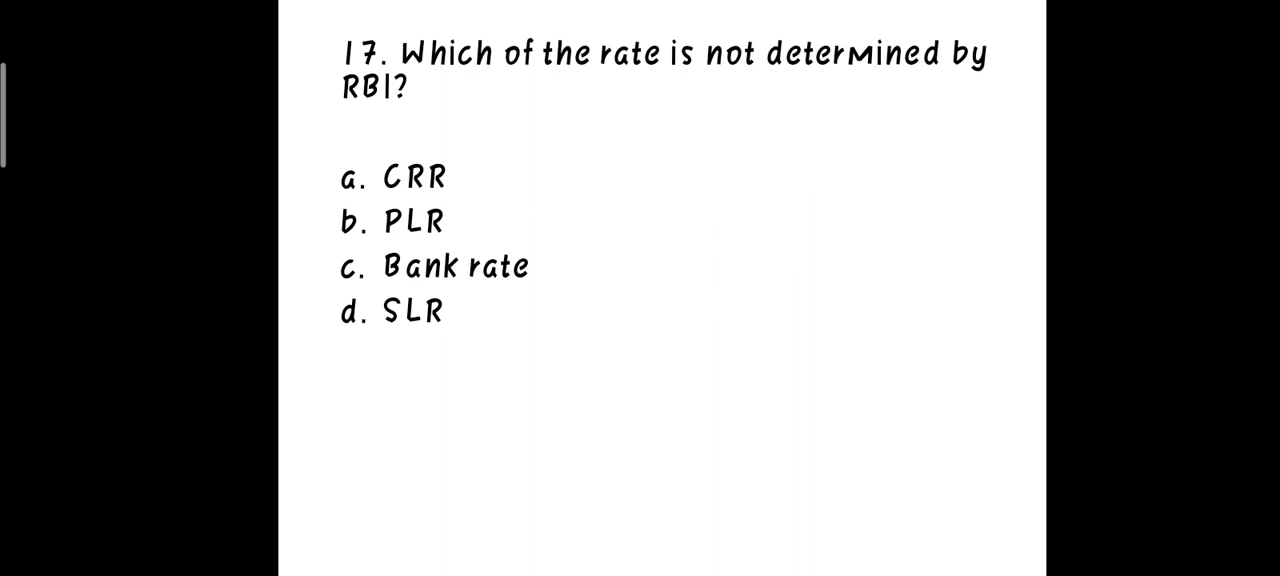 17. Which of the rate is not determined by
RBI?
a. CRR
b. PLR
c. Bank rate
d. SLR